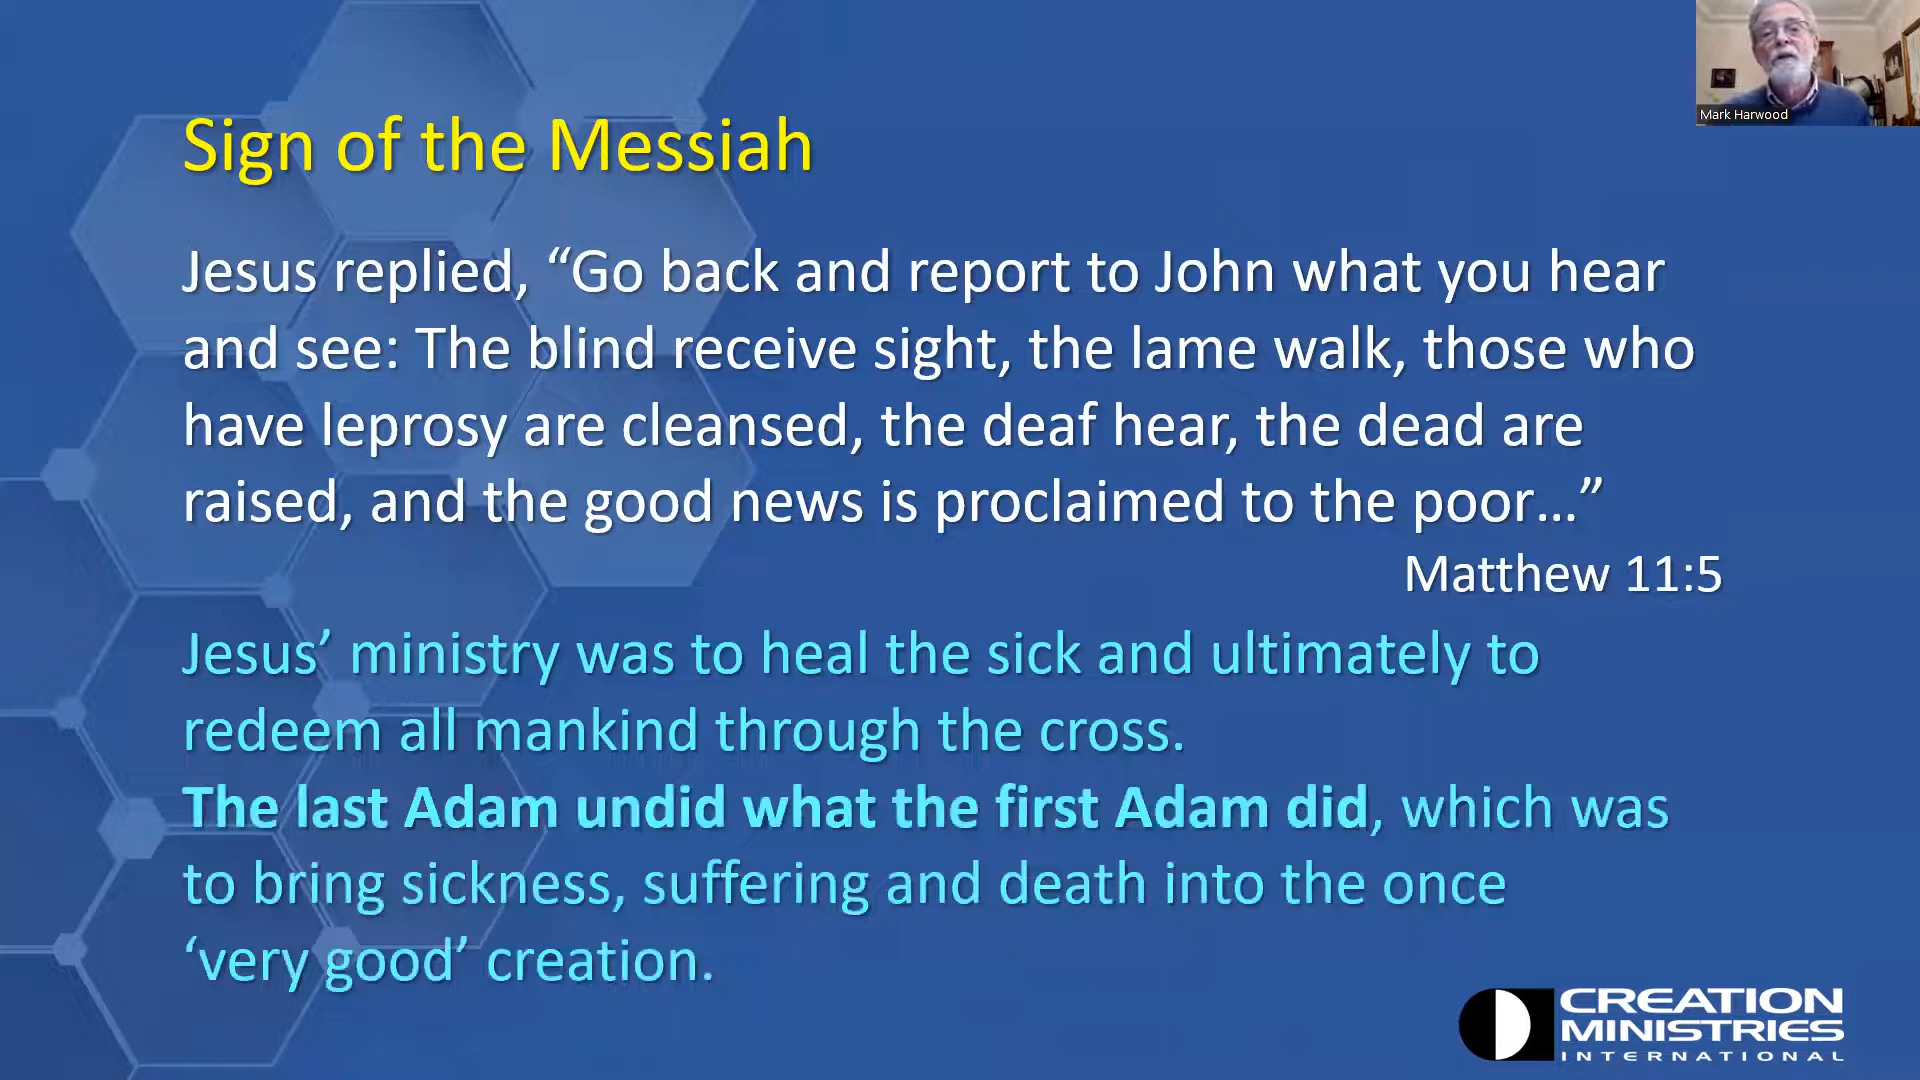 Mark Harwood
Sign of the Messiah
Jesus replied, “Go back and report to John what you hear
and see: The blind receive sight, the lame walk, those who
have leprosy are cleansed, the deaf hear, the dead are
raised, and the good news is proclaimed to the poor…”
Matthew 11:5
Jesus’ ministry was to heal the sick and ultimately to
redeem all mankind through the cross.
The last Adam undid what the first Adam did, which was
to bring sickness, suffering and death into the once
‘very good’ creation.
CREATION
MINISTRIES
INTERNATIONAL